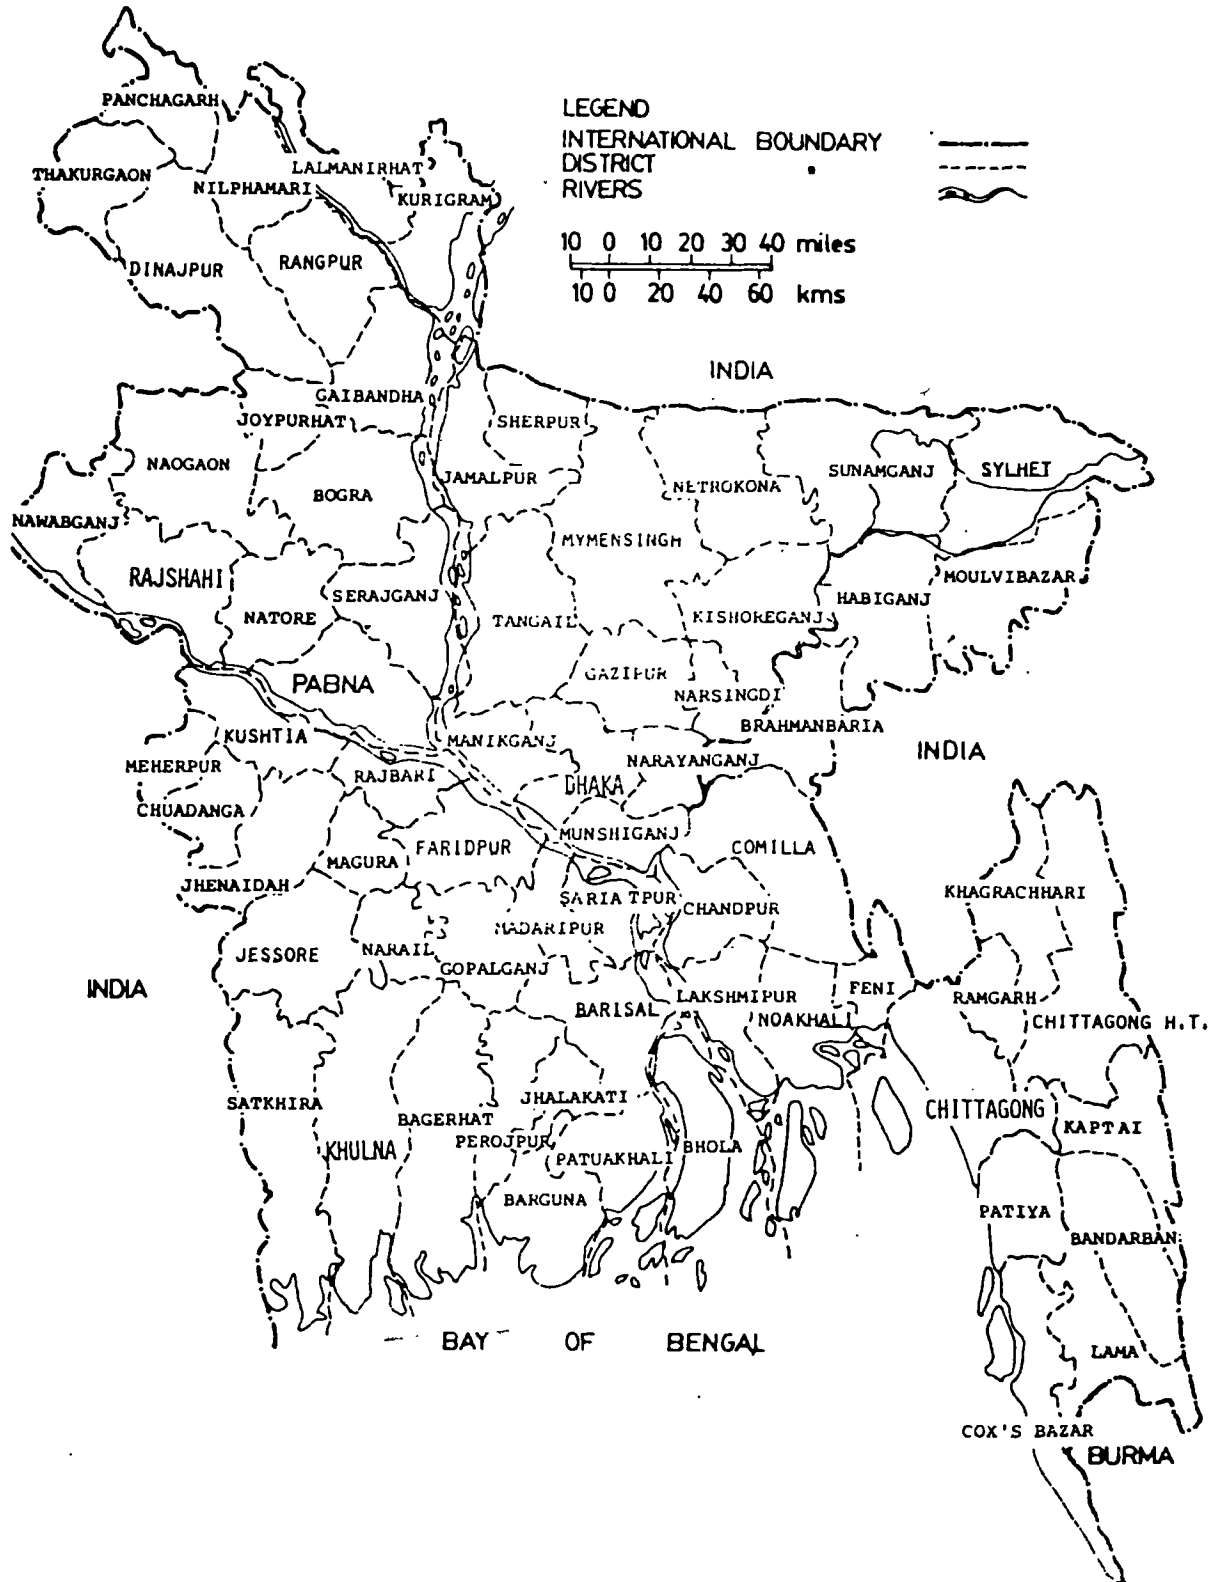 PANCHAGARH
LEGEND
INTERNATIONAL BOUNDARY
DISTRICT
RIVERS
THAKURGAON
LALMANIRHAT
NILPHAMARI
KURIGRAM
10 0 10 20 30 40 miles
10 0 20 40 60 kms
DINAJPUR
RANGPUR
INDIA
GAIBANDHA
JOYPURHAT
SHERPUR
NAOGAON
BOGRA
JAMALPUR
NETROKONA
SUNAMGANJ
SYLHET
NAWABGANJ
MYMENSINGH
RAJSHAHI
SERAJGANJ
MOULVIBAZAR
HABIGANJ
NATORE
TANGAIL
KISHOREGANJ
PABNA
GAZIPUR
NARSINGDI
BRAHMANBARIA
KUSHTIA
MANIKGANJ
INDIA
MEHERPUR
RAJBARI
NARAYANGANJ
DHAKA
CHUADANGA
MUNSHIGANJ
MAGURA
FARIDPUR
COMILLA
JHENAIDAH
KHAGRACHHARI
SARIATPUR
CHANDPUR
MADARIPUR
JESSORE
NARAIL
GOPALGANJ
INDIA
FENI
LAKSHMIPUR
RAMGARH
BARISAL
NOAKHALI
CHITTAGONG H.T.
SATKHIRA
JHALAKATI
CHITTAGONG
BAGERHAT
KAPTAI
PEROJPUR
KHULNA
PATUAKHALI
BHOLA
BARGUNA
PATIYA
BANDARBAN
BAY OF BENGAL
LAMA
COX'S BAZAR
BURMA